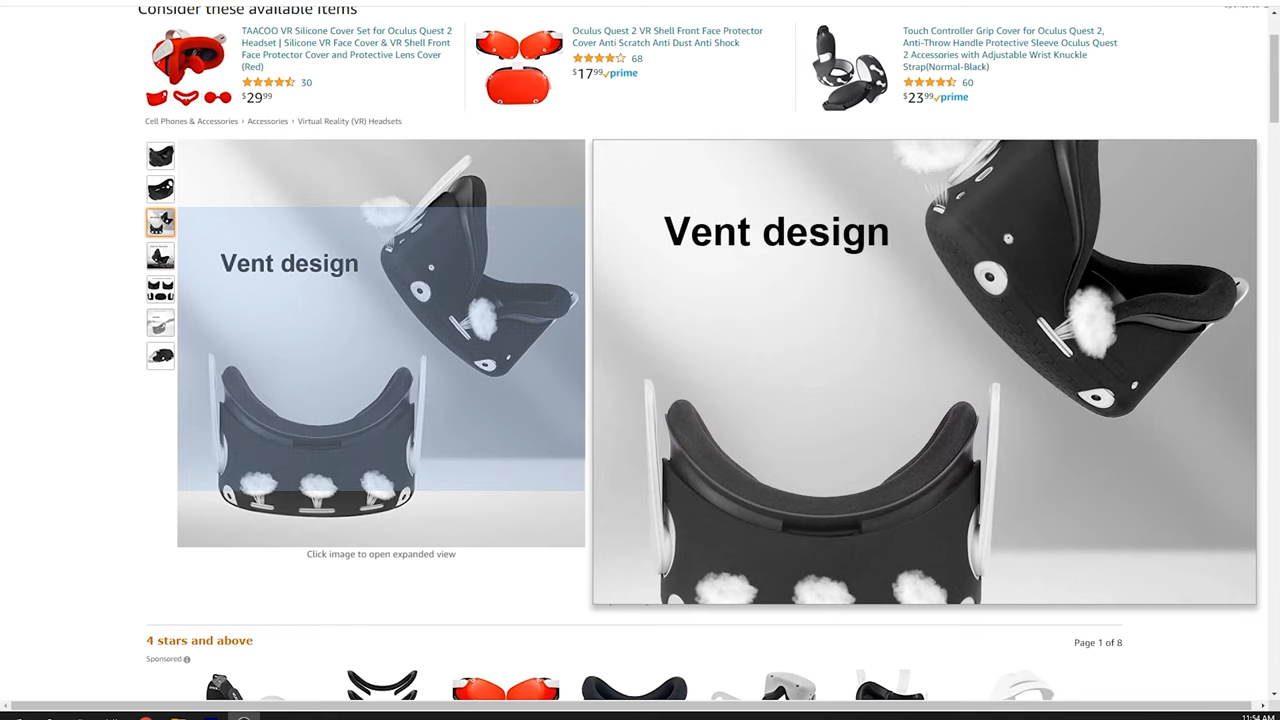 Consider these available items
TAACOO VR Silicone Cover Set for Oculus Quest 2
Headset | Silicone VR Face Cover & VR Shell Front
Face Protector Cover and Protective Lens Cover
(Red)
30
$29.99
Oculus Quest 2 VR Shell Front Face Protector
Cover Anti Scratch Anti Dust Anti Shock
68
$17.99 prime
Touch Controller Grip Cover for Oculus Quest 2,
Anti-Throw Handle Protective Sleeve Oculus Quest
2 Accessories with Adjustable Wrist Knuckle
Strap(Normal-Black)
60
$23.99 prime
Cell Phones & Accessories › Accessories › Virtual Reality (VR) Headsets
Vent design
Vent design
Click image to open expanded view
4 stars and above
Page 1 of 8
Sponsored
11:54 AM